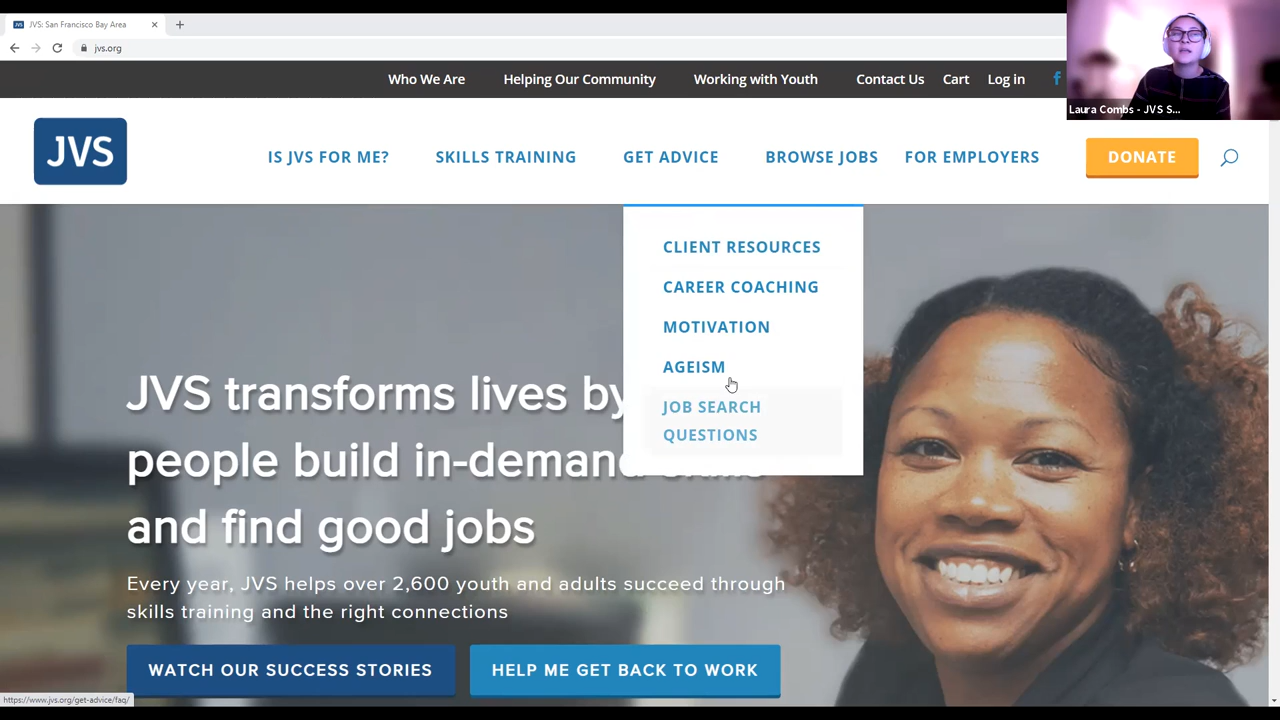 JVS: San Francisco Bay Area
jvs.org
Who We Are Helping Our Community Working with Youth Contact Us Cart Log in
Laura Combs - JVS S...
JVS IS JVS FOR ME? SKILLS TRAINING GET ADVICE BROWSE JOBS FOR EMPLOYERS DONATE
CLIENT RESOURCES
CAREER COACHING
MOTIVATION
AGEISM
JOB SEARCH
QUESTIONS
JVS transforms lives by
people build in-demand skills
and find good jobs
Every year, JVS helps over 2,600 youth and adults succeed through
skills training and the right connections
WATCH OUR SUCCESS STORIES HELP ME GET BACK TO WORK
https://www.jvs.org/get-advice/faq/